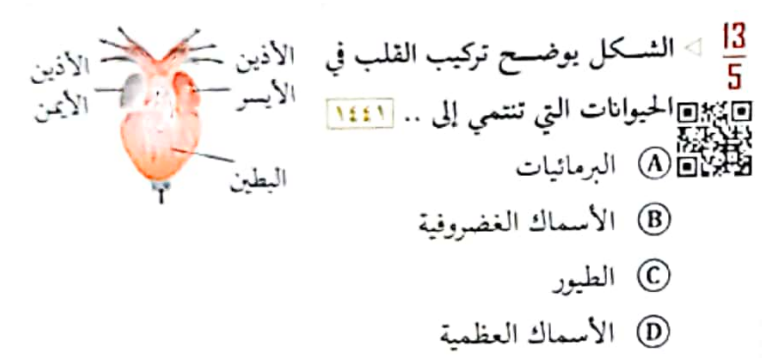 13
5
الشكل يوضح تركيب القلب في
الحيوانات التي تنتمي إلى .. ١٤٤١
A البرمائيات
B الأسماك الغضروفية
C الطيور
D الأسماك العظمية
الأذين
الأيمن
الأذين
الأيسر
البطين